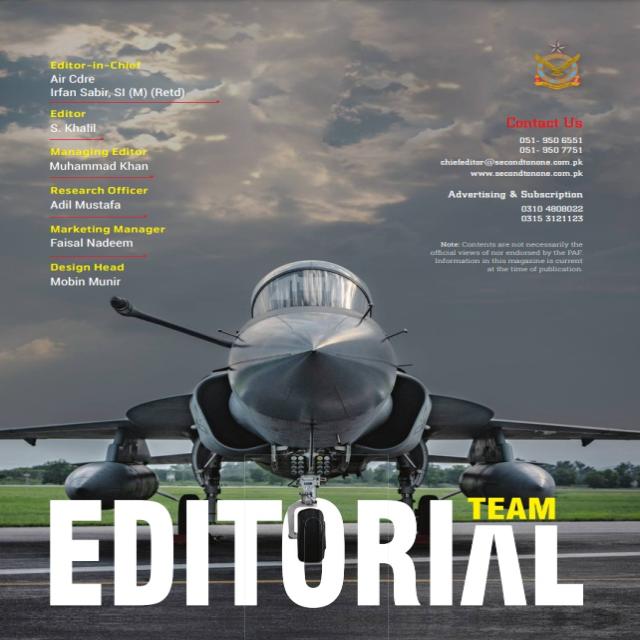 Editor-in-Chief
Air Cdre
Irfan Sabir, SI (M) (Retd)
Editor
S. Khalil
Managing Editor
Muhammad Khan
Research Officer
Adil Mustafa
Marketing Manager
Faisal Nadeem
Design Head
Mobin Munir
Contact Us
051- 950 6551
051- 950 7751
chiefeditor@secondtonone.com.pk
www.secondtonone.com.pk
Advertising & Subscription
0310 4808022
0315 3121123
Note: Contents are not necessarily the
official views of nor endorsed by the PAF.
Information in this magazine is current
at the time of publication.
TEAM
EDITORIAL